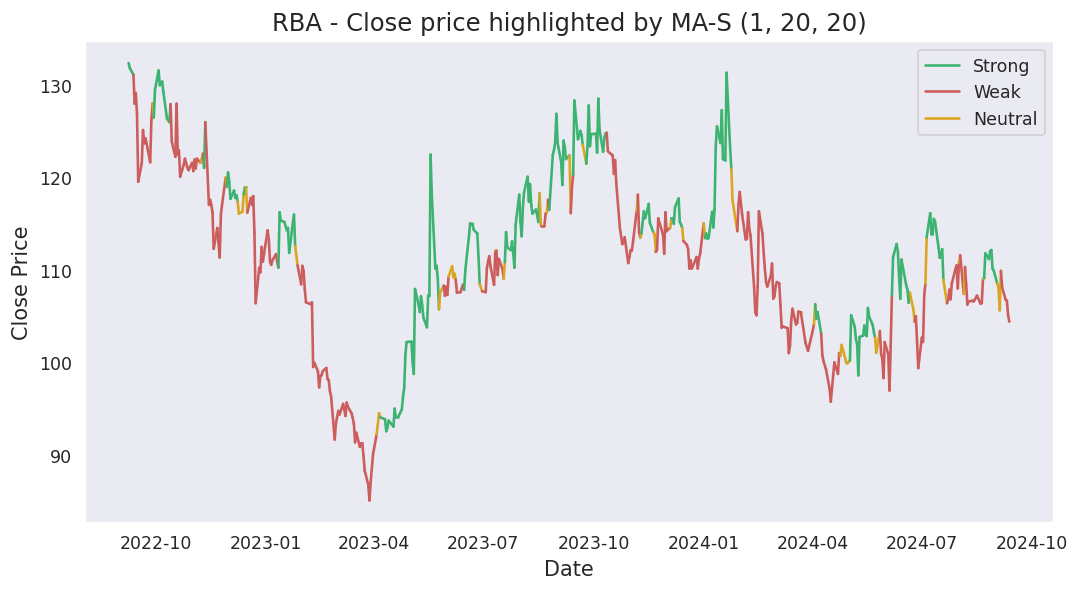 RBA - Close price highlighted by MA-S (1, 20, 20)
Strong
Weak
Neutral
Close Price
130
120
110
100
90
2022-10 2023-01 2023-04 2023-07 2023-10 2024-01 2024-04 2024-07 2024-10
Date